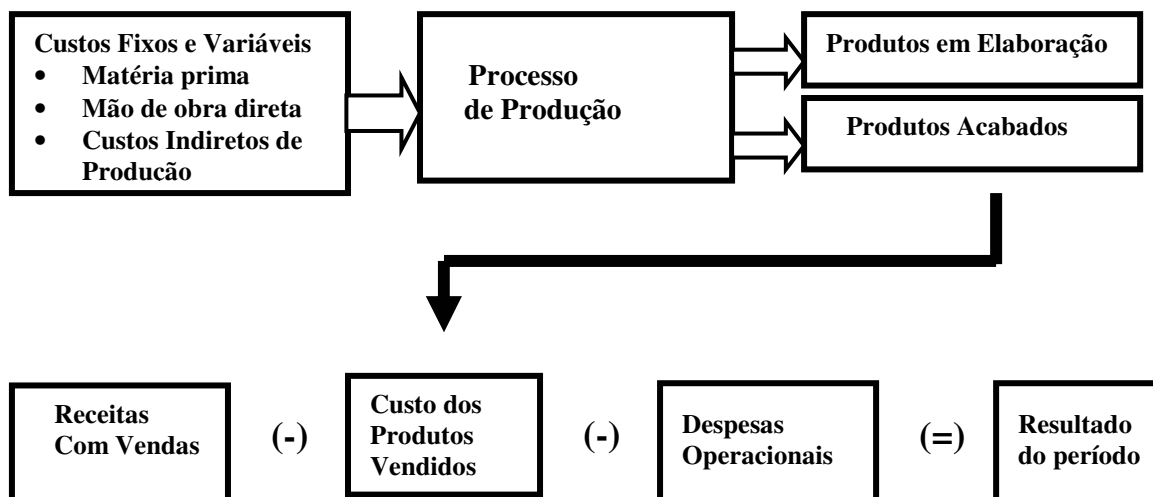 Custos Fixos e Variáveis
• Matéria prima
• Mão de obra direta
• Custos Indiretos de
Producão
Processo
de Produção
Produtos em Elaboração
Produtos Acabados
Receitas
Com Vendas
(-)
Custo dos
Produtos
Vendidos
(-)
Despesas
Operacionais
(=)
Resultado
do período